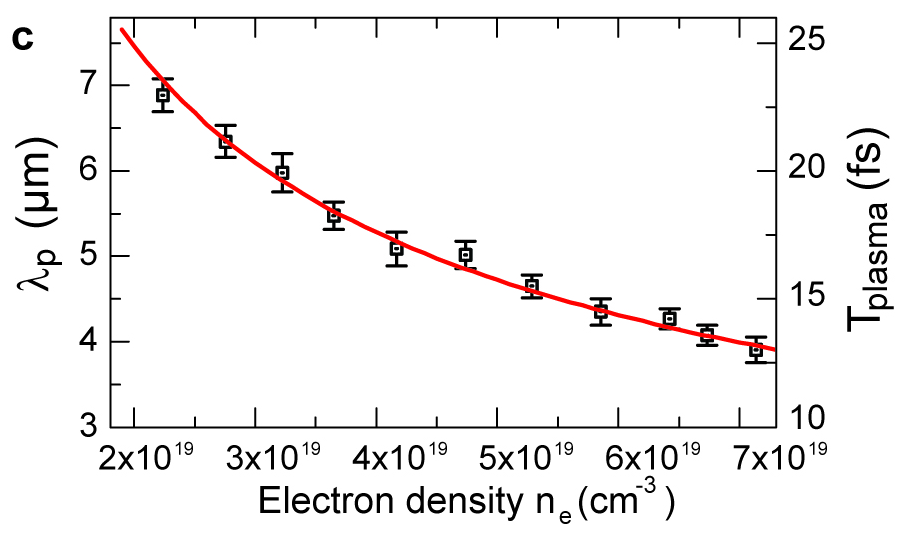 c
λp (μm)
7
6
5
4
3
25
20
15
10
Tplasma (fs)
2x10^19 3x10^19 4x10^19 5x10^19 6x10^19 7x10^19
Electron density ne(cm^-3)